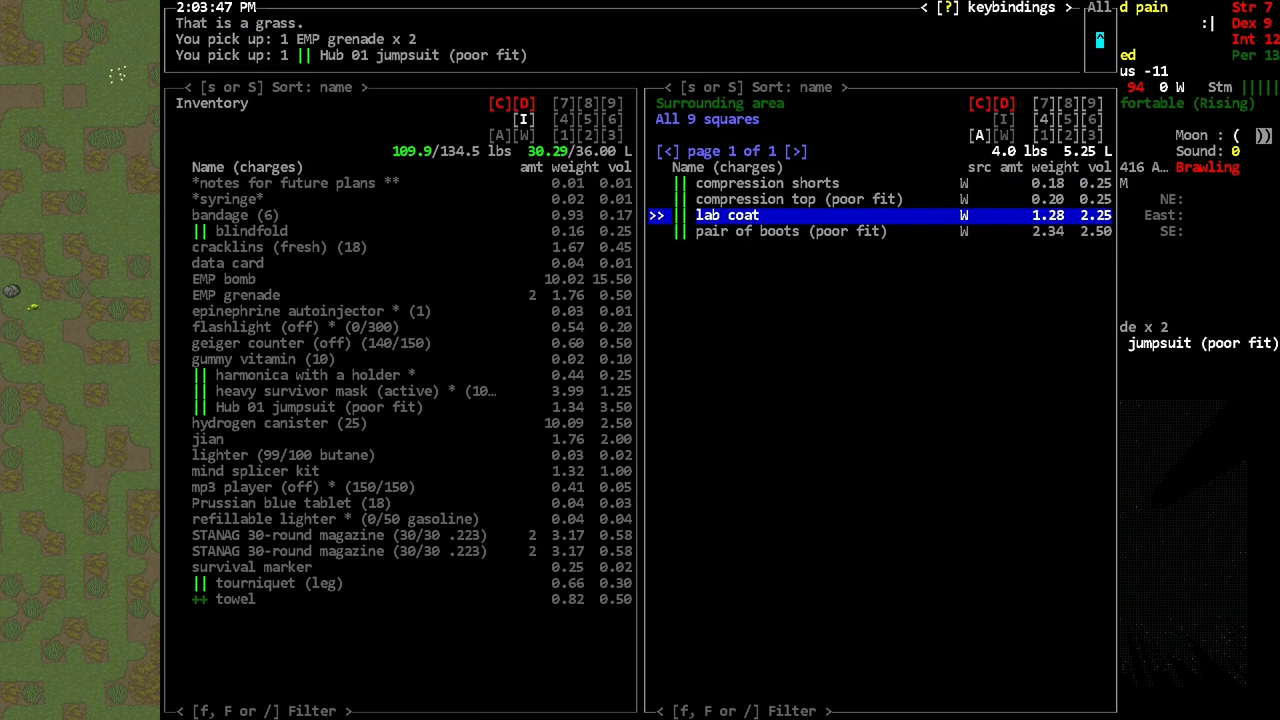 2:03:47 PM
< [?] keybindings >
All
That is a grass.
You pick up: 1 EMP grenade x 2
You pick up: 1 || Hub 01 jumpsuit (poor fit)
^
d pain
Str 7
:|
Dex 9
Int 12
ed
Per 13
us -11
94 0 W Stm |||||
fortable (Rising)
Moon : ( ))
Sound: 0
416 A… Brawling
M
NE:
East:
SE:
de x 2
jumpsuit (poor fit)
< [s or S] Sort: name >
Inventory
[C][D] [7][8][9]
[I] [4][5][6]
[A][W] [1][2][3]
109.9/134.5 lbs 30.29/36.00 L
Name (charges) amt weight vol
*notes for future plans ** 0.01 0.01
*syringe* 0.02 0.01
bandage (6) 0.93 0.17
|| blindfold 0.16 0.25
cracklins (fresh) (18) 1.67 0.45
data card 0.04 0.01
EMP bomb 10.02 15.50
EMP grenade 2 1.76 0.50
epinephrine autoinjector * (1) 0.03 0.01
flashlight (off) * (0/300) 0.54 0.20
geiger counter (off) (140/150) 0.60 0.50
gummy vitamin (10) 0.02 0.10
|| harmonica with a holder * 0.44 0.25
|| heavy survivor mask (active) * (10… 3.99 1.25
|| Hub 01 jumpsuit (poor fit) 1.34 3.50
hydrogen canister (25) 10.09 2.50
jian 1.76 2.00
lighter (99/100 butane) 0.03 0.02
mind splicer kit 1.32 1.00
mp3 player (off) * (150/150) 0.41 0.05
Prussian blue tablet (18) 0.04 0.03
refillable lighter * (0/50 gasoline) 0.04 0.04
STANAG 30-round magazine (30/30 .223) 2 3.17 0.58
STANAG 30-round magazine (30/30 .223) 2 3.17 0.58
survival marker 0.25 0.02
|| tourniquet (leg) 0.66 0.30
++ towel 0.82 0.50
< [f, F or /] Filter >
< [s or S] Sort: name >
Surrounding area
[C][D] [7][8][9]
All 9 squares
[I] [4][5][6]
[A][W] [1][2][3]
[<] page 1 of 1 [>]
4.0 lbs 5.25 L
Name (charges) src amt weight vol
|| compression shorts W 0.18 0.25
|| compression top (poor fit) W 0.20 0.25
>> || lab coat W 1.28 2.25
|| pair of boots (poor fit) W 2.34 2.50
< [f, F or /] Filter >